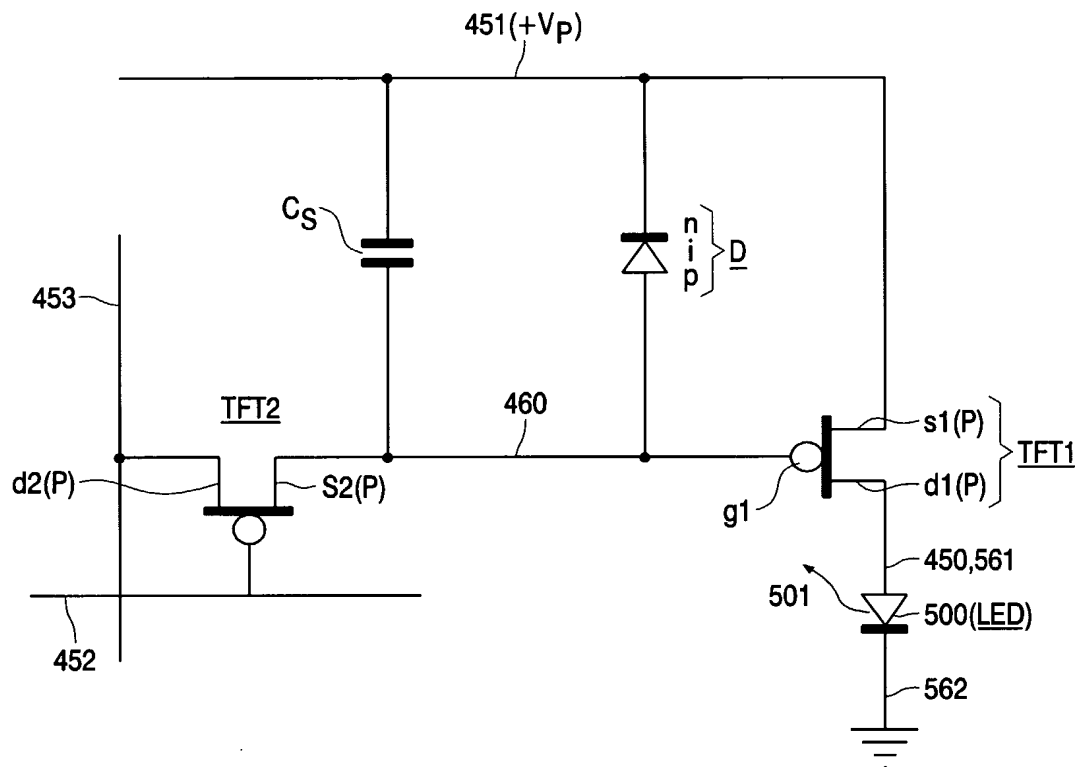 451(+VP)
CS
n
i
p
D
453
TFT2
460
s1(P)
TFT1
d2(P)
S2(P)
g1
d1(P)
450,561
501
500(LED)
452
562